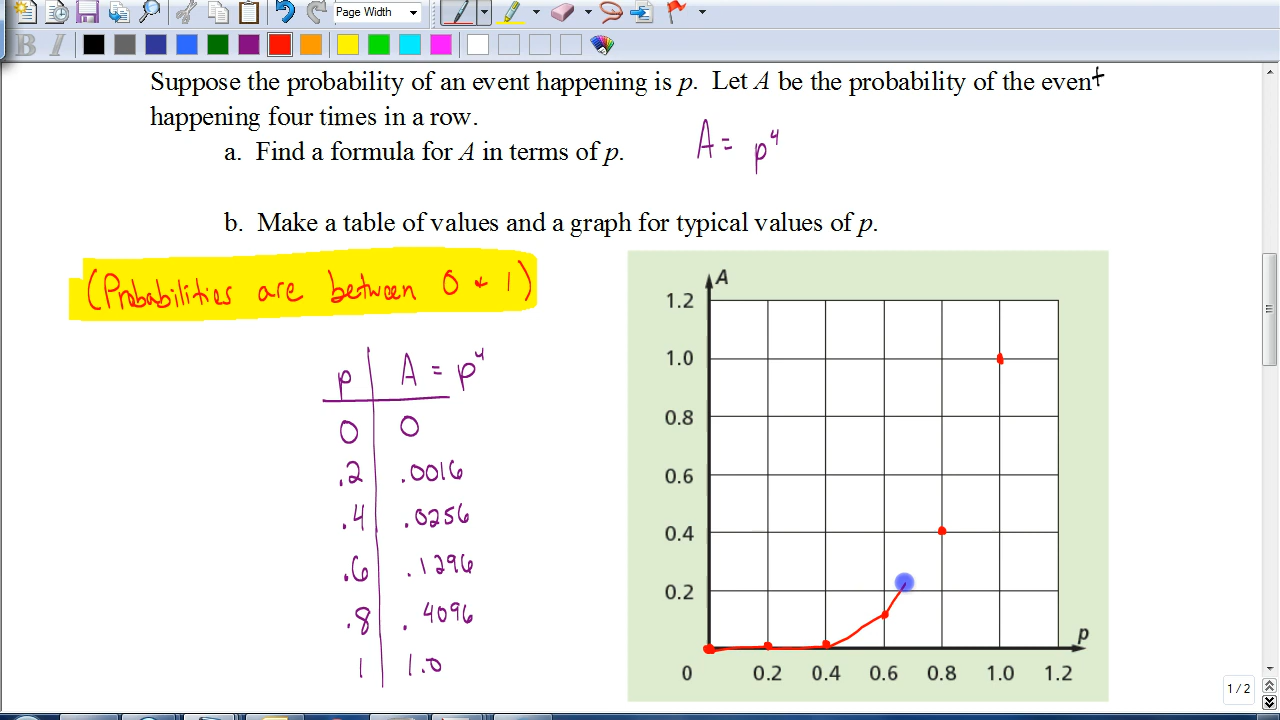 Page Width
B I
Suppose the probability of an event happening is p. Let A be the probability of the event
happening four times in a row.
a. Find a formula for A in terms of p.
A = p⁴
b. Make a table of values and a graph for typical values of p.
(Probabilities are between 0 & 1)
p A = p⁴
0 0
.2 .0016
.4 .0256
.6 .1296
.8 .4096
1 1.0
A
1.2
1.0
0.8
0.6
0.4
0.2
p
0 0.2 0.4 0.6 0.8 1.0 1.2
1 / 2